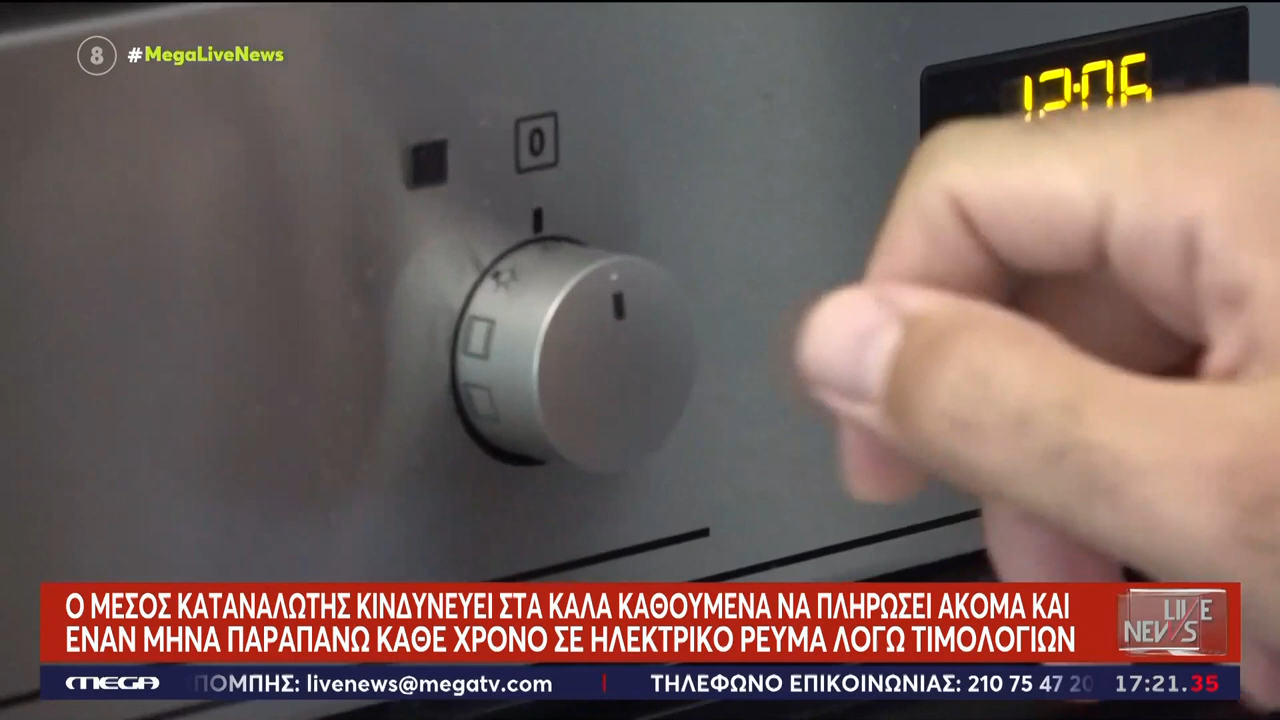 8 #MegaLiveNews
12:06
0
Ο ΜΕΣΟΣ ΚΑΤΑΝΑΛΩΤΗΣ ΚΙΝΔΥΝΕΥΕΙ ΣΤΑ ΚΑΛΑ ΚΑΘΟΥΜΕΝΑ ΝΑ ΠΛΗΡΩΣΕΙ ΑΚΟΜΑ ΚΑΙ
ΕΝΑΝ ΜΗΝΑ ΠΑΡΑΠΑΝΩ ΚΑΘΕ ΧΡΟΝΟ ΣΕ ΗΛΕΚΤΡΙΚΟ ΡΕΥΜΑ ΛΟΓΩ ΤΙΜΟΛΟΓΙΩΝ
LIVE
NEWS
MEGA ΠΟΜΠΗΣ: livenews@megatv.com | ΤΗΛΕΦΩΝΟ ΕΠΙΚΟΙΝΩΝΙΑΣ: 210 75 47 20 17:21.35